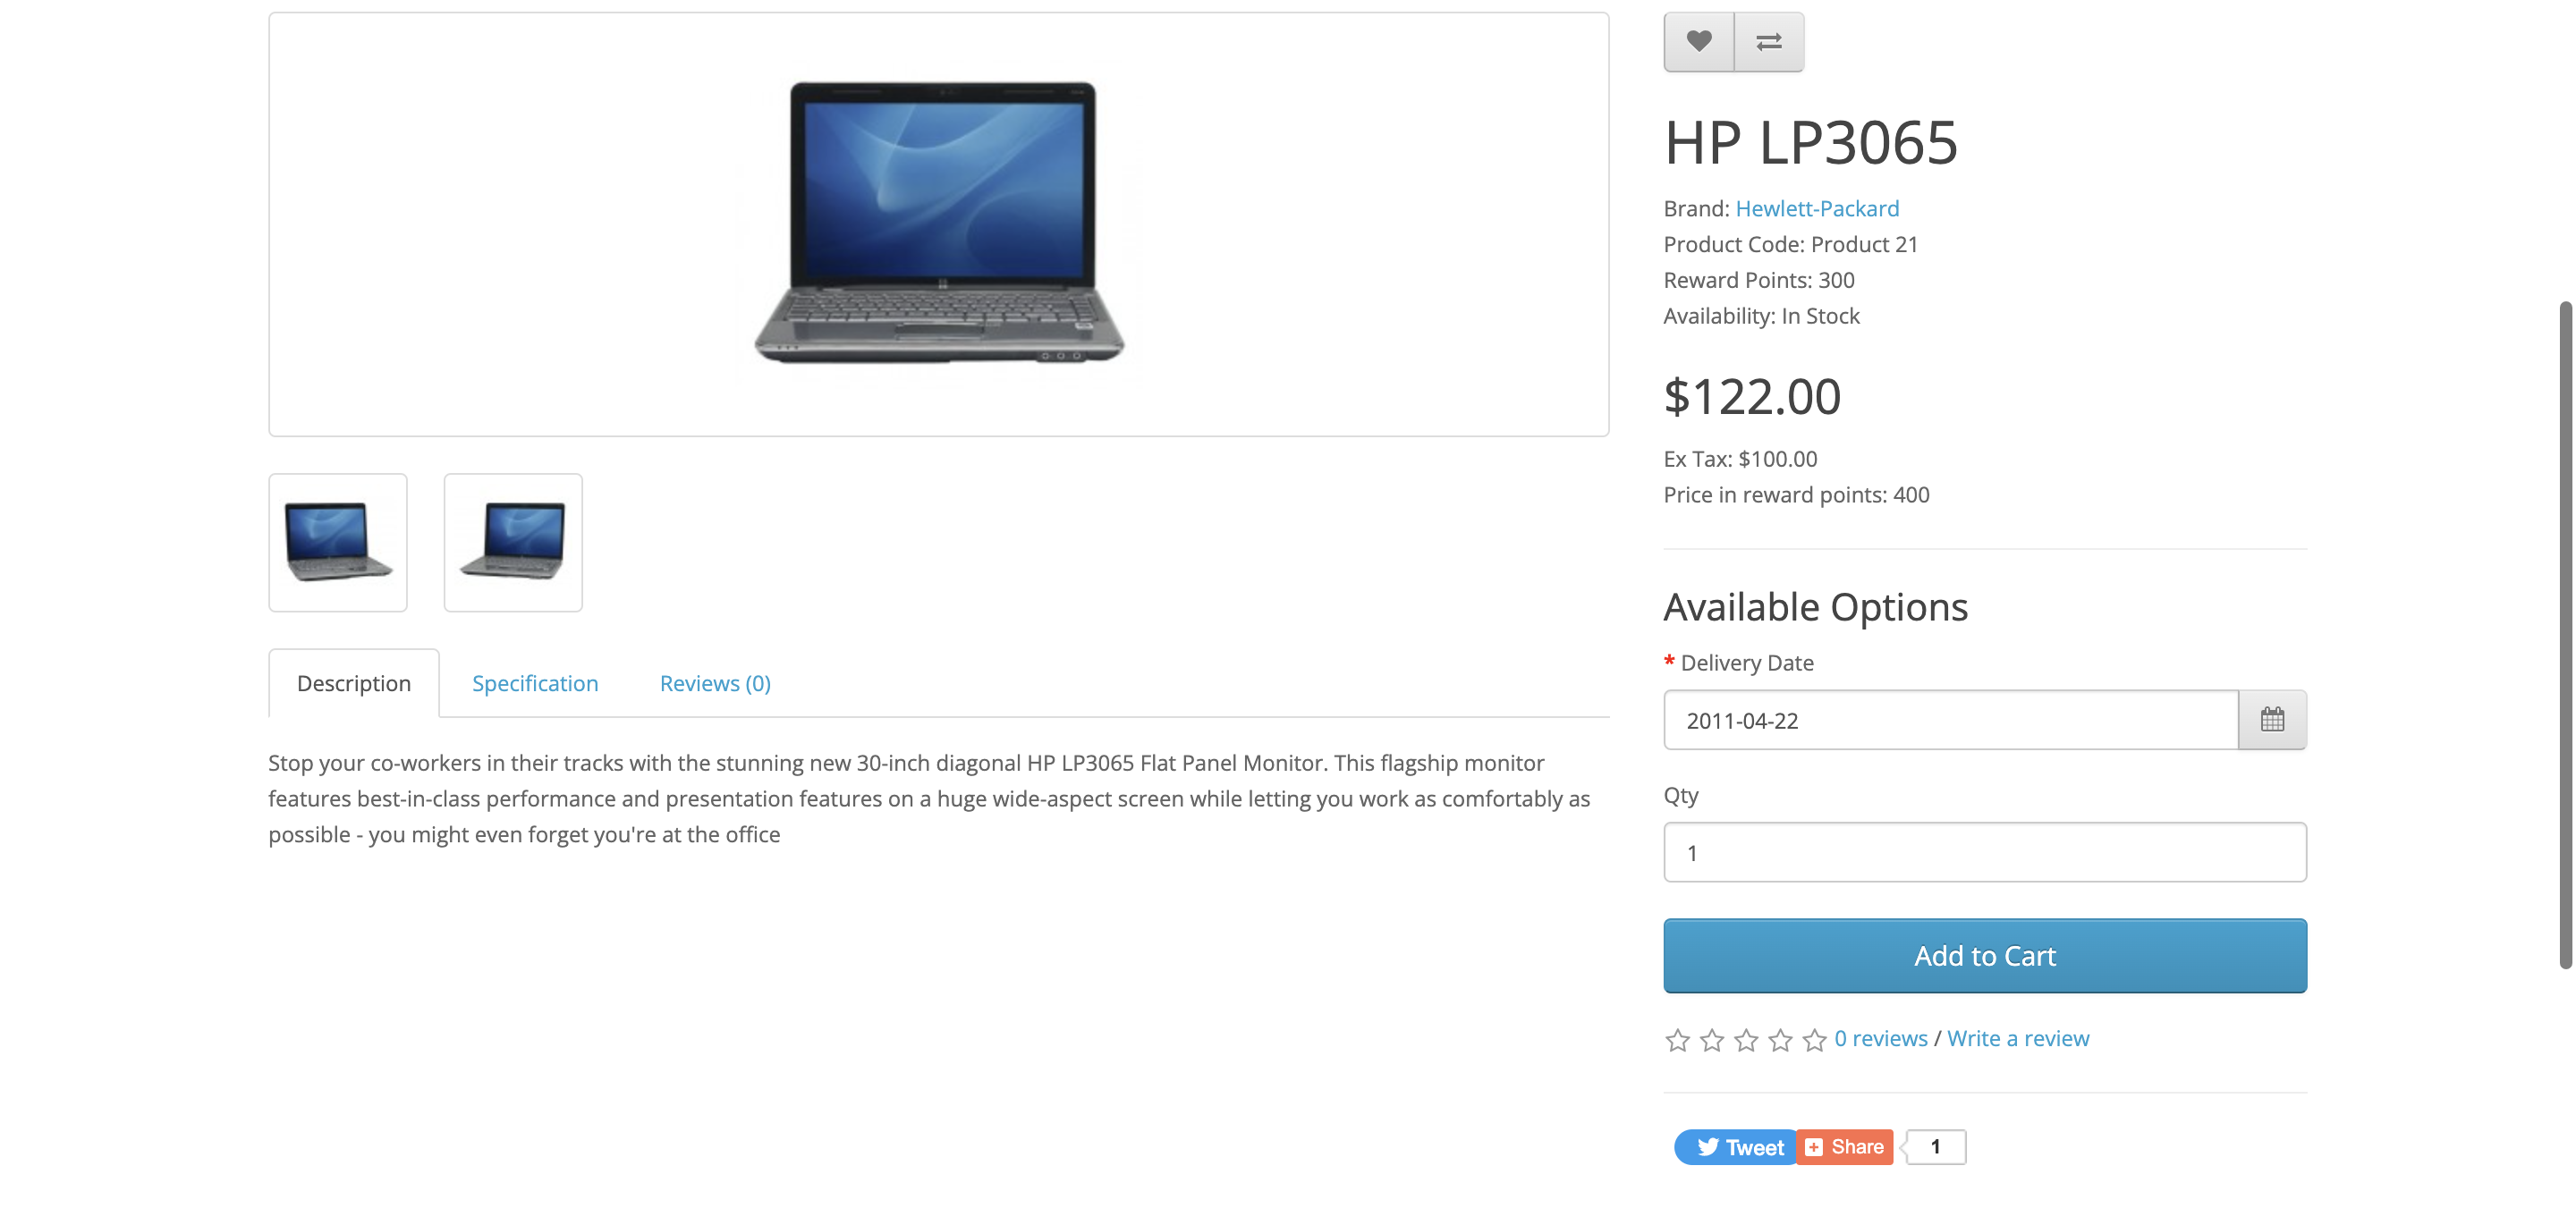 HP LP3065
Brand: Hewlett-Packard
Product Code: Product 21
Reward Points: 300
Availability: In Stock
$122.00
Ex Tax: $100.00
Price in reward points: 400
Available Options
* Delivery Date
2011-04-22
Qty
1
Add to Cart
0 reviews / Write a review
Tweet
Share
1
Description
Specification
Reviews (0)
Stop your co-workers in their tracks with the stunning new 30-inch diagonal HP LP3065 Flat Panel Monitor. This flagship monitor
features best-in-class performance and presentation features on a huge wide-aspect screen while letting you work as comfortably as
possible - you might even forget you're at the office